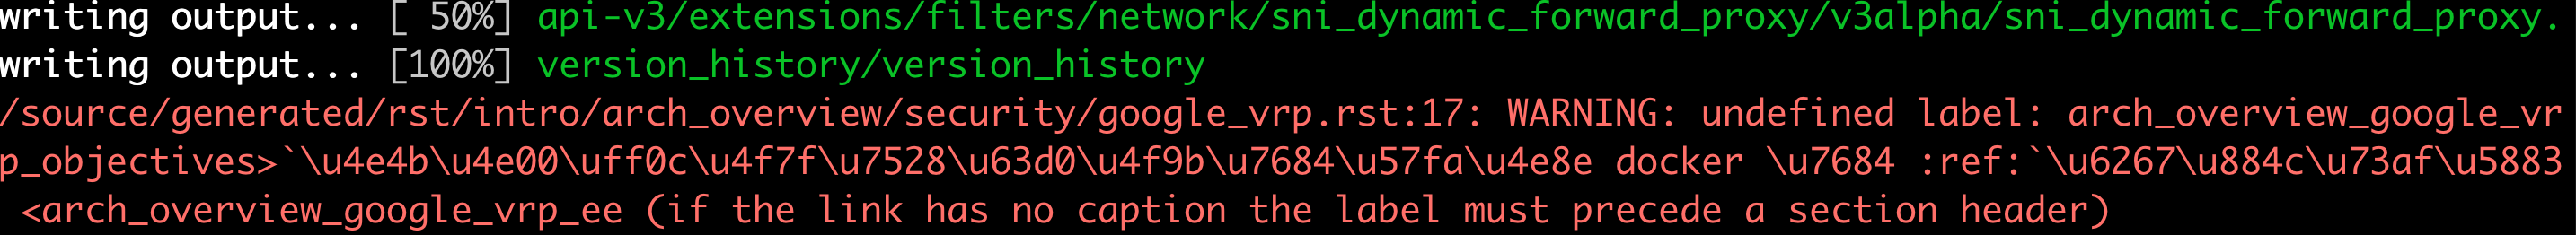 writing output... [ 50%] api-v3/extensions/filters/network/sni_dynamic_forward_proxy/v3alpha/sni_dynamic_forward_proxy.
writing output... [100%] version_history/version_history
/source/generated/rst/intro/arch_overview/security/google_vrp.rst:17: WARNING: undefined label: arch_overview_google_vr
p_objectives>`\u4e4b\u4e00\uff0c\u4f7f\u7528\u63d0\u4f9b\u7684\u57fa\u4e8e docker \u7684 :ref:`\u6267\u884c\u73af\u5883
 <arch_overview_google_vrp_ee (if the link has no caption the label must precede a section header)